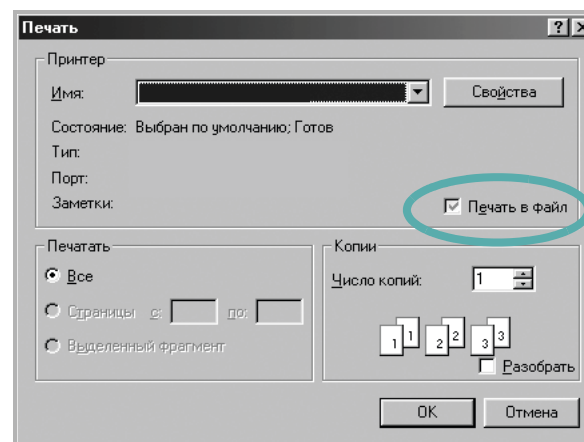 Печать
Принтер
Имя:
Свойства
Состояние: Выбран по умолчанию; Готов
Тип:
Порт:
Заметки:
Печать в файл
Печатать
Все
Страницы с: по:
Выделенный фрагмент
Копии
Число копий: 1
1 1 2 2 3 3
Разобрать
OK
Отмена